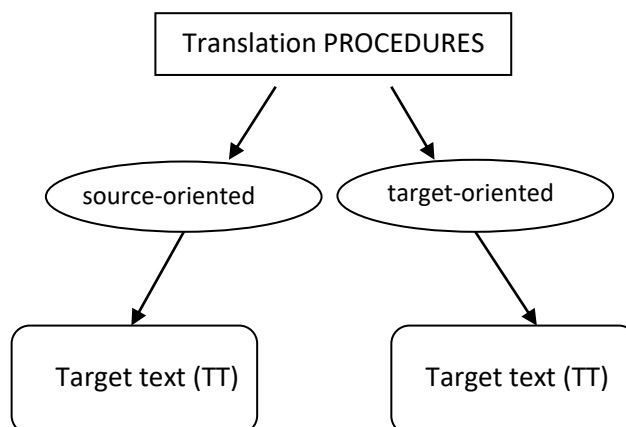 Translation PROCEDURES
source-oriented
target-oriented
Target text (TT)
Target text (TT)